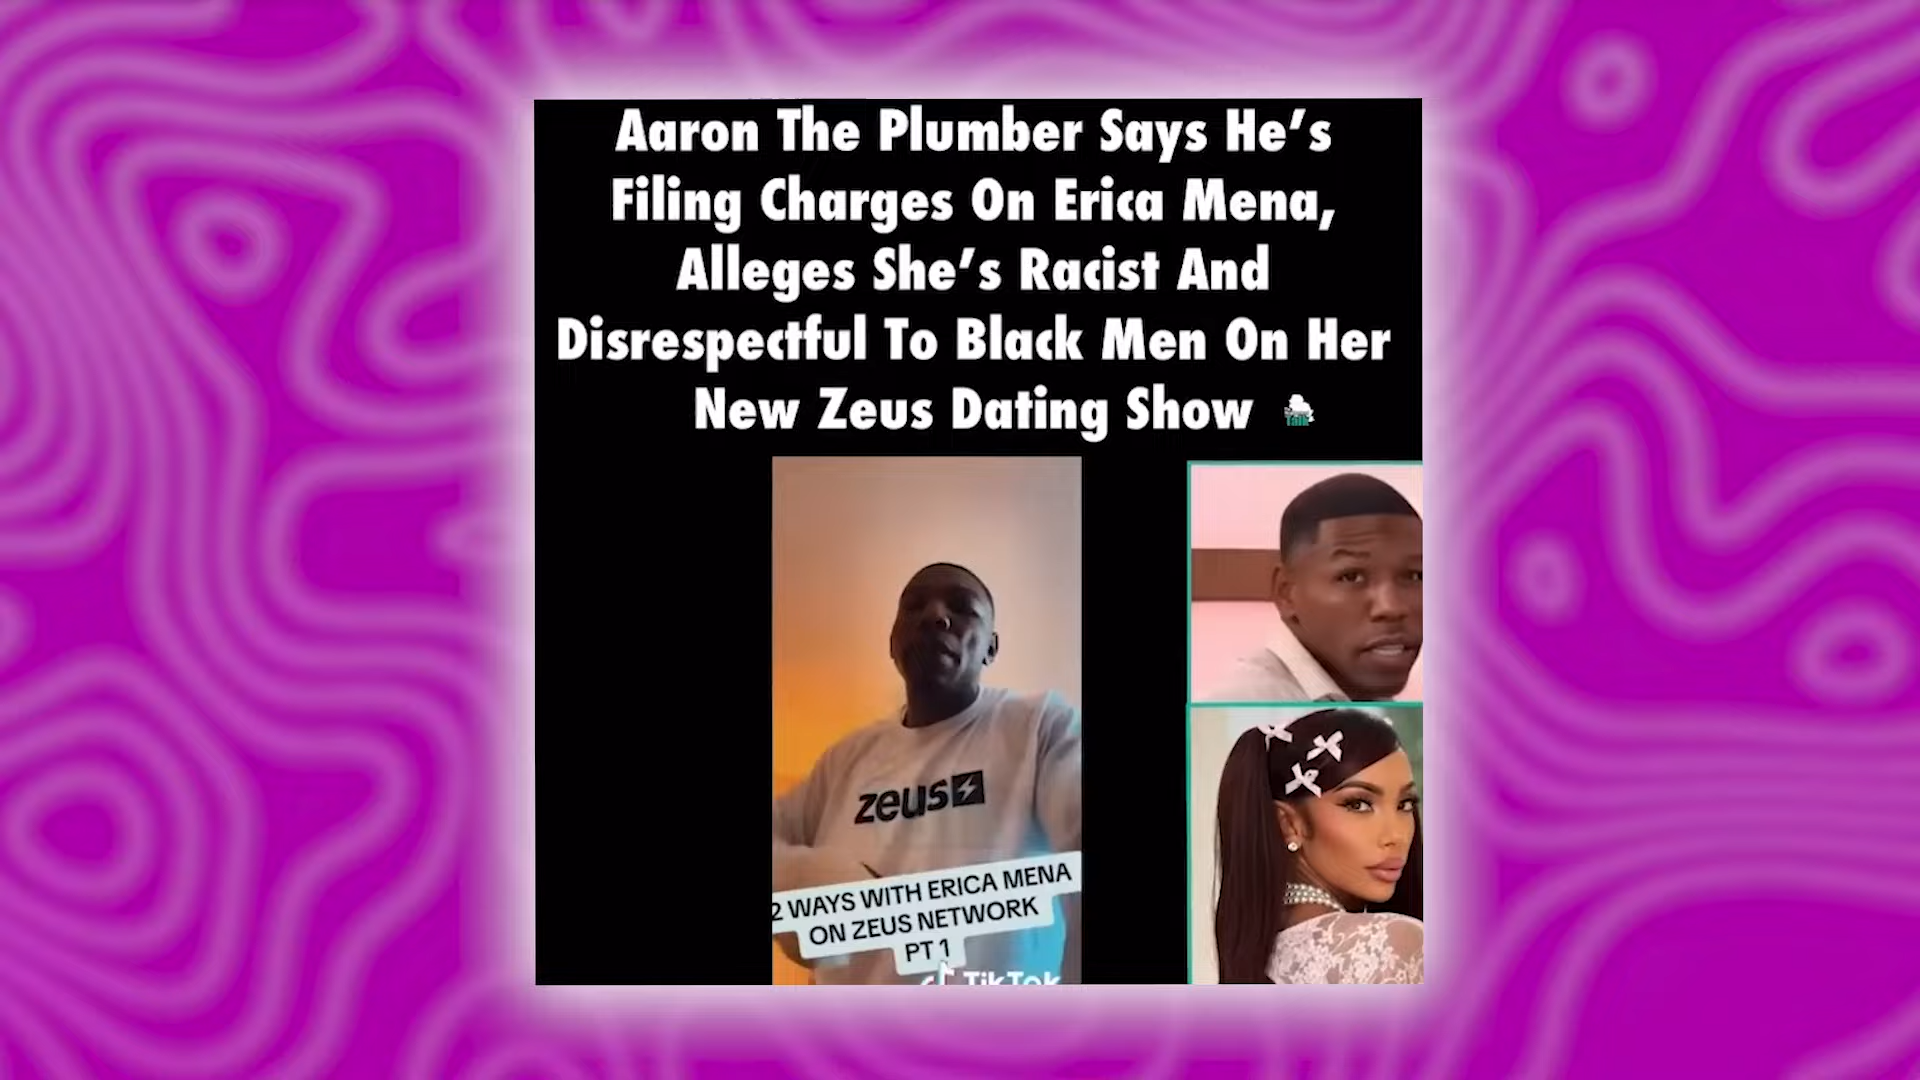 Aaron The Plumber Says He's
Filing Charges On Erica Mena,
Alleges She's Racist And
Disrespectful To Black Men On Her
New Zeus Dating Show
Talk
zeus
2 WAYS WITH ERICA MENA
ON ZEUS NETWORK
PT 1
TikTok